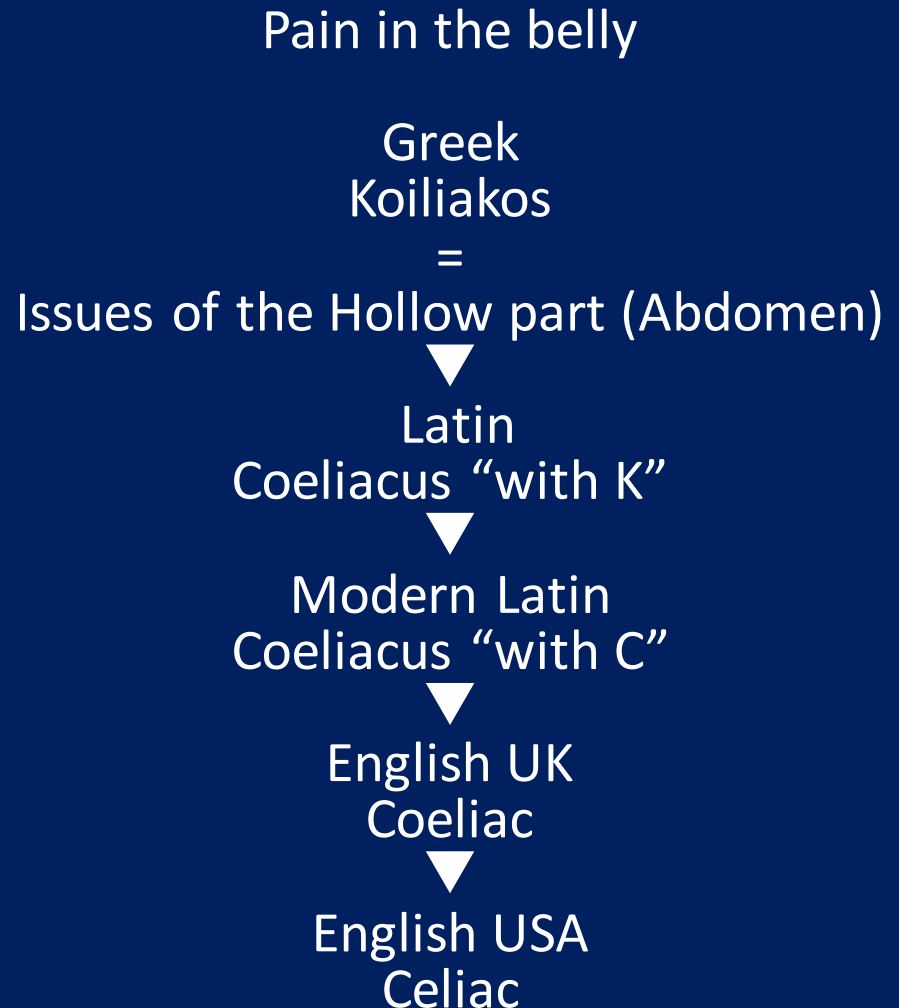 Pain in the belly
Greek
Koiliakos
=
Issues of the Hollow part (Abdomen)
Latin
Coeliacus “with K”
Modern Latin
Coeliacus “with C”
English UK
Coeliac
English USA
Celiac